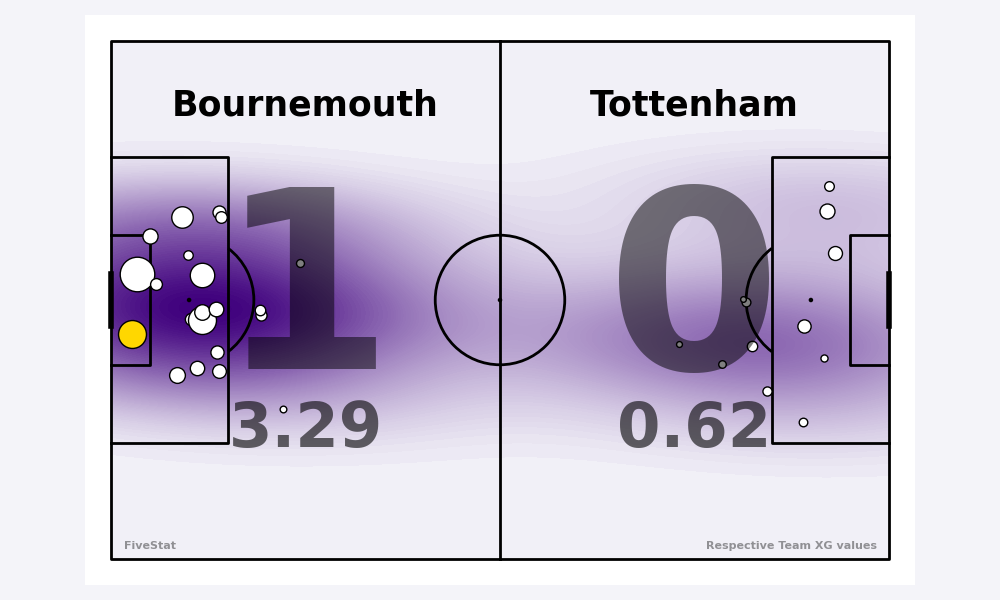 Bournemouth
Tottenham
1
0
3.29
0.62
FiveStat
Respective Team XG values